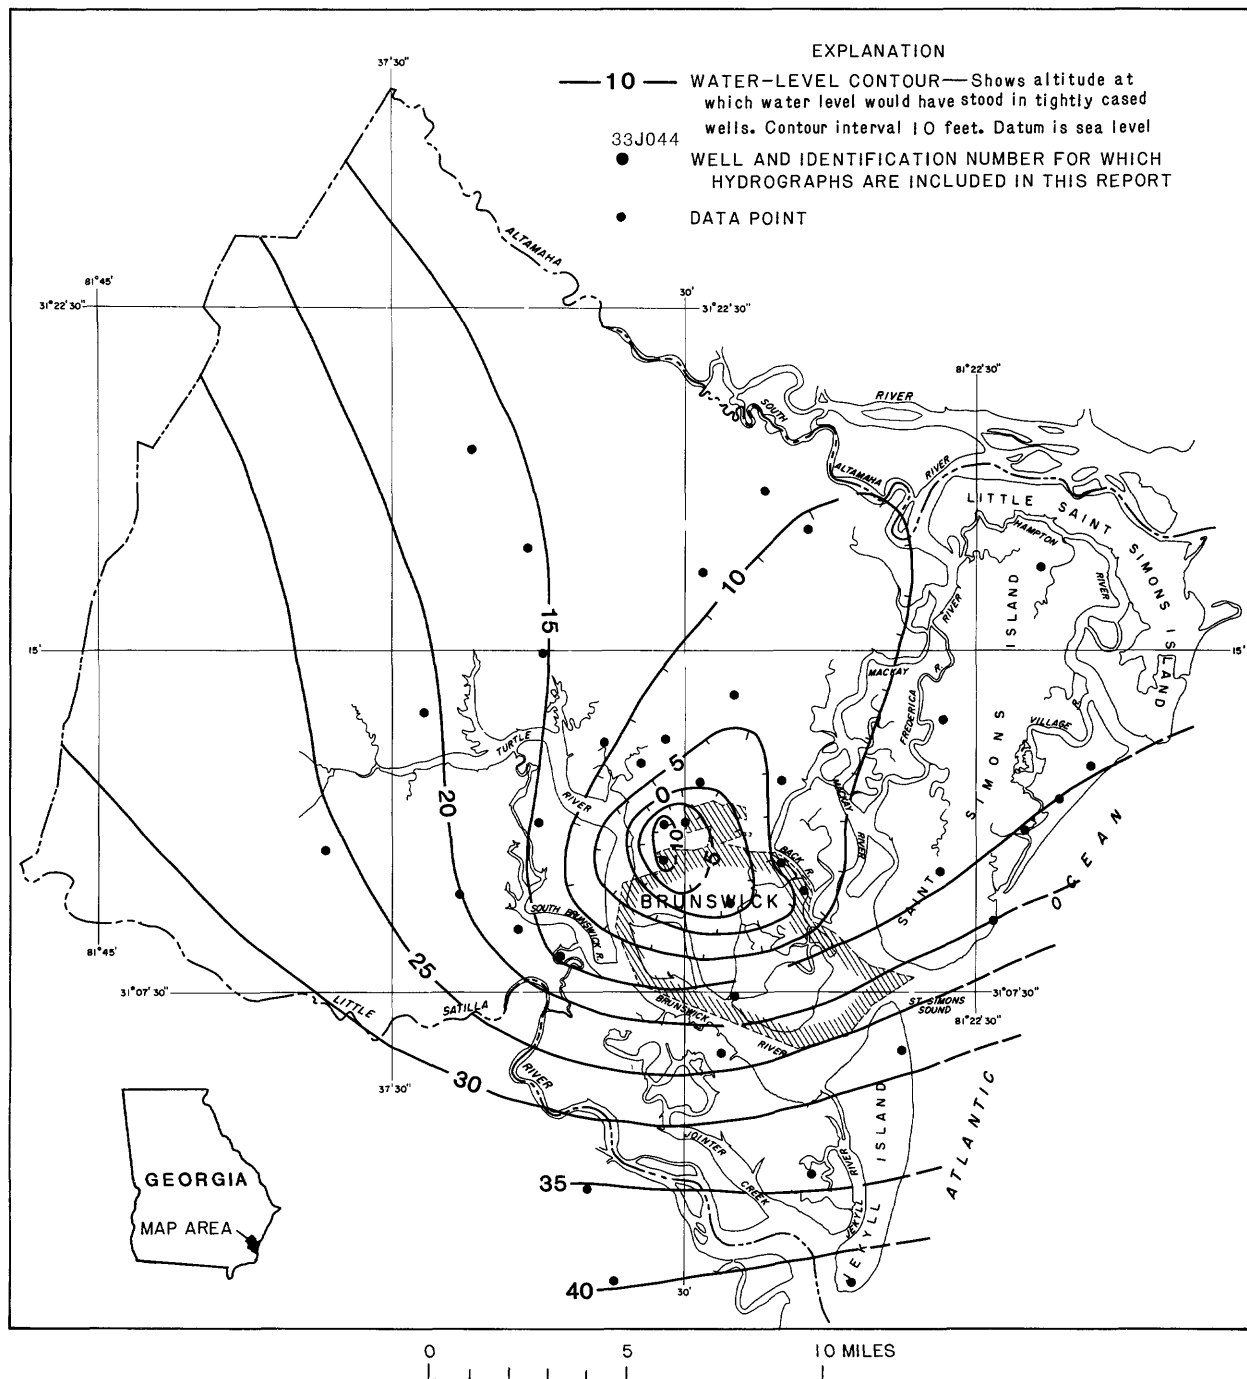 EXPLANATION
10 WATER-LEVEL CONTOUR—Shows altitude at
which water level would have stood in tightly cased
wells. Contour interval 10 feet. Datum is sea level
33J044
WELL AND IDENTIFICATION NUMBER FOR WHICH
HYDROGRAPHS ARE INCLUDED IN THIS REPORT
DATA POINT
37'30"
ALTAMAHA
81°45'
31°22'30"
30'
31°22'30"
81°22'30"
SOUTH
RIVER
ALTAMAHA
RIVER
LITTLE SAINT SIMONS ISLAND
HAMPTON
RIVER
10
15
ISLAND
RIVER
15'
15'
MACKAY
FREDERICA R.
VILLAGE R.
TURTLE
RIVER
5
0
SIMONS
20
MACKAY
RIVER
-10
-5
BACK R.
SAINT
OCEAN
BRUNSWICK
SOUTH BRUNSWICK R.
81°45'
25
31°07'30"
LITTLE
SATILLA
BRUNSWICK
RIVER
ST. SIMONS
SOUND
31°07'30"
81°22'30"
37'30"
30
RIVER
ISLAND
ATLANTIC
JOINTER
CREEK
RIVER
JEKYLL
JEKYLL
35
GEORGIA
MAP AREA
40
30'
0 5 10 MILES